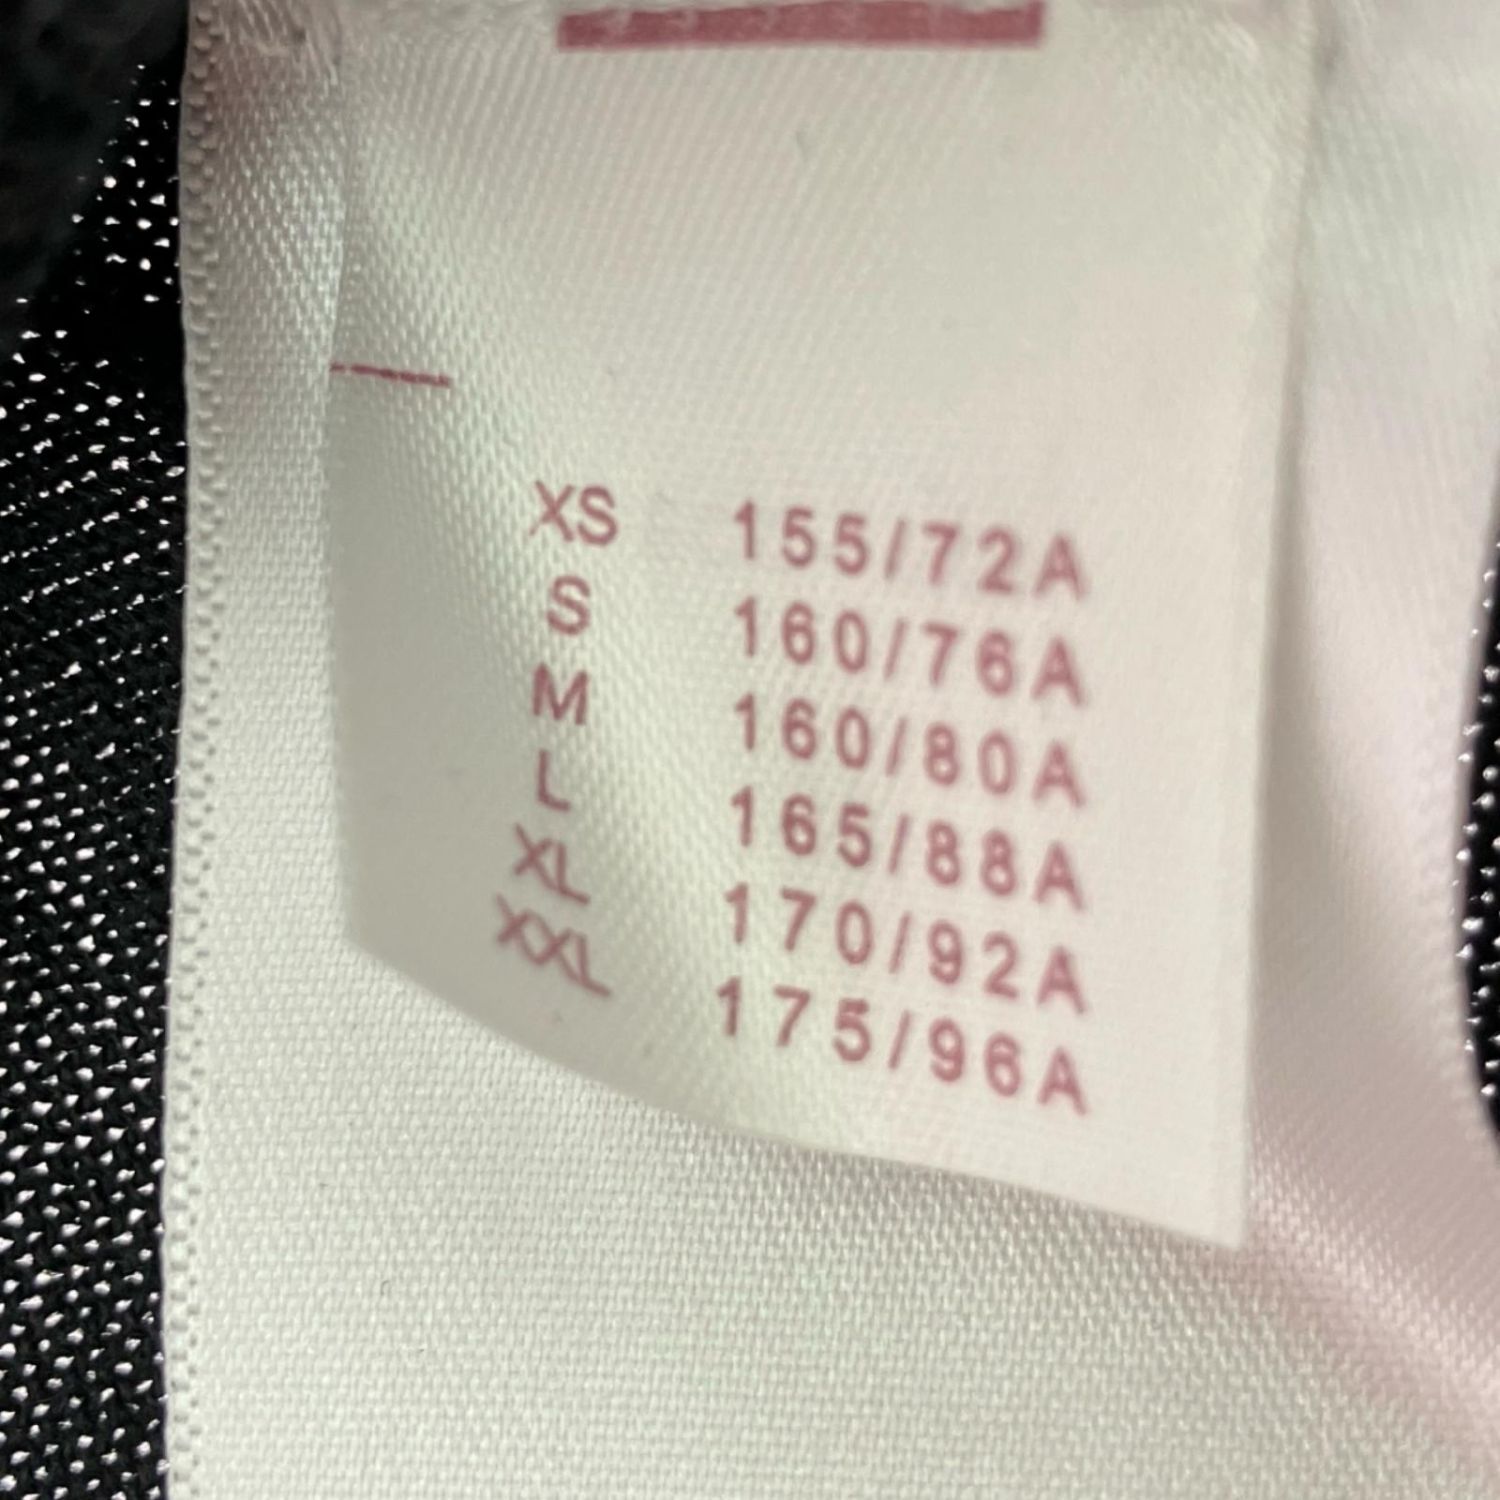 XS 155/72A
S 160/76A
M 160/80A
L 165/88A
XL 170/92A
XXL 175/96A